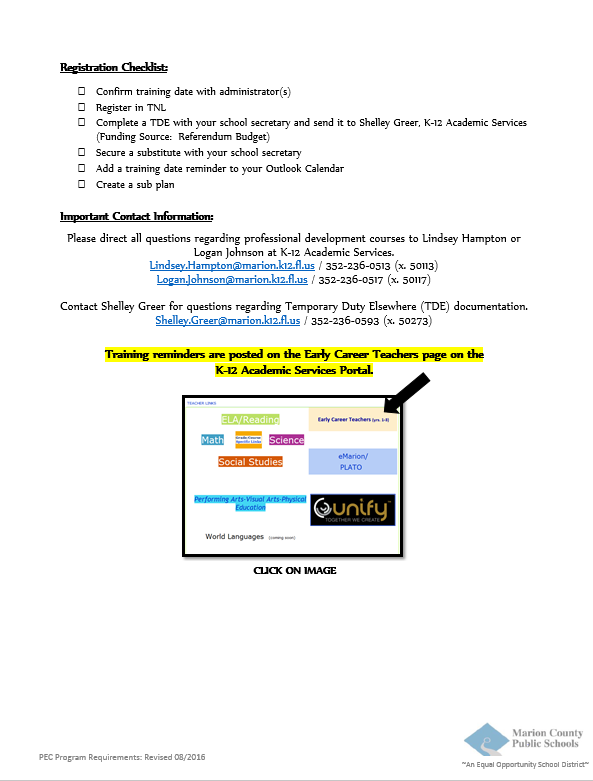 Registration Checklist:
☐ Confirm training date with administrator(s)
☐ Register in TNL
☐ Complete a TDE with your school secretary and send it to Shelley Greer, K-12 Academic Services
(Funding Source: Referendum Budget)
☐ Secure a substitute with your school secretary
☐ Add a training date reminder to your Outlook Calendar
☐ Create a sub plan
Important Contact Information:
Please direct all questions regarding professional development courses to Lindsey Hampton or
Logan Johnson at K-12 Academic Services.
Lindsey.Hampton@marion.k12.fl.us / 352-236-0513 (x. 50113)
Logan.Johnson@marion.k12.fl.us / 352-236-0517 (x. 50117)
Contact Shelley Greer for questions regarding Temporary Duty Elsewhere (TDE) documentation.
Shelley.Greer@marion.k12.fl.us / 352-236-0593 (x. 50273)
Training reminders are posted on the Early Career Teachers page on the
K-12 Academic Services Portal.
TEACHER LINKS
ELA/Reading
Early Career Teachers (yrs. 1-3)
Math
Grade/Course
Specific Links
Science
Social Studies
eMarion/
PLATO
Performing Arts-Visual Arts-Physical
Education
unify
TOGETHER WE CREATE
World Languages (coming soon)
CLICK ON IMAGE
Marion County
Public Schools
PEC Program Requirements: Revised 08/2016
~An Equal Opportunity School District~